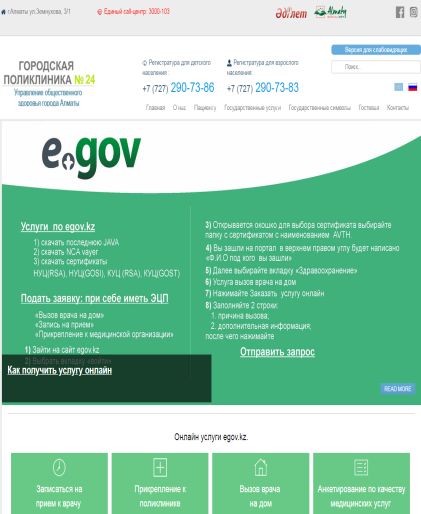 г.Алматы ул.Земнухова, 3/1
Единый call-центр 3000-103
Әділет
Almaty
Версия для слабовидящих
ГОРОДСКАЯ
ПОЛИКЛИНИКА № 24
Управление общественного
здоровья города Алматы
Регистратура для детского
населения :
+7 (727) 290-73-86
Регистратура для взрослого
населения:
+7 (727) 290-73-83
Поиск...
Главная О нас Пациенту Государственные услуги Государственные символы Гостевая Контакты
egov
Услуги по egov.kz
1) скачать последнюю JAVA
2) скачать NCA vayer
3) скачать сертификаты
НУЦ(RSA), НУЦ(GOSI), КУЦ (RSA), КУЦ(GOST)
Подать заявку: при себе иметь ЭЦП
«Вызов врача на дом»
«Запись на прием»
«Прикрепление к медицинской организации»
1) Зайти на сайт egov.kz
2) Выбрать вкладку «войти»
3) Открывается окошко для выбора сертификата выбирайте
папку с сертификатом с наименованием AVTH.
4) Вы зашли на портал в верхнем правом углу будет написано
«Ф.И.О под кого вы зашли»
5) Далее выбирайте вкладку «Здравоохранение»
6) Услуга вызов врача на дом
7) Нажимайте Заказать услугу онлайн
8) Заполняйте 2 строки:
1. причина вызова;
2. дополнительная информация;
после чего нажимайте
Отправить запрос
Как получить услугу онлайн
READ MORE
Онлайн услуги egov.kz.
Записаться на
прием к врачу
Прикрепление к
поликлинике
Вызов врача
на дом
Анкетирование по качеству
медицинских услуг